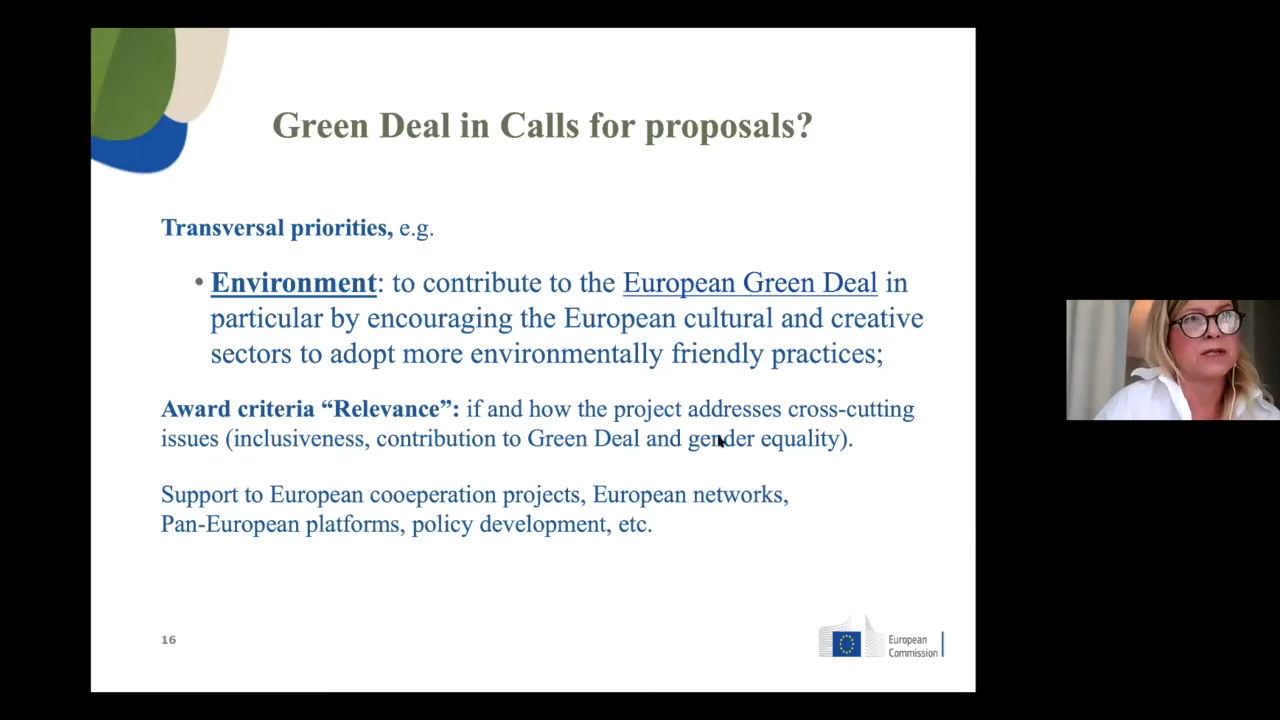 Green Deal in Calls for proposals?
Transversal priorities, e.g.
• Environment: to contribute to the European Green Deal in
particular by encouraging the European cultural and creative
sectors to adopt more environmentally friendly practices;
Award criteria “Relevance”: if and how the project addresses cross-cutting
issues (inclusiveness, contribution to Green Deal and gender equality).
Support to European cooeperation projects, European networks,
Pan-European platforms, policy development, etc.
16
European
Commission